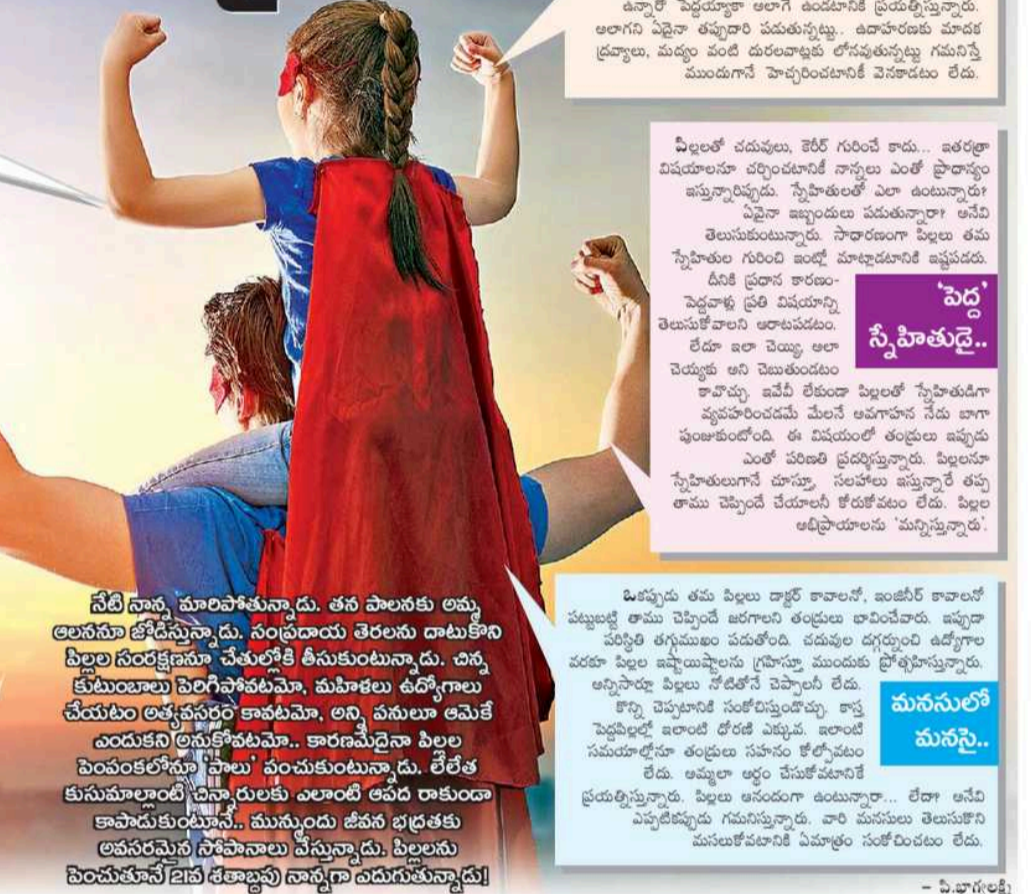 ఉన్నారో పెద్దయ్యాకా అలాగే ఉండటానికి ప్రయత్నిస్తున్నారు.
అలాగని ఏదైనా తప్పుదారి పడుతున్నట్టు.. ఉదాహరణకు మాదక
ద్రవ్యాలు, మద్యం వంటి దురలవాట్లకు లోనవుతున్నట్టు గమనిస్తే
ముందుగానే హెచ్చరించటానికీ వెనకాడటం లేదు.
పిల్లలతో చదువులు, కెరీర్ గురించే కాదు... ఇతరత్రా
విషయాలనూ చర్చించటానికీ నాన్నలు ఎంతో ప్రాధాన్యం
ఇస్తున్నారిప్పుడు. స్నేహితులతో ఎలా ఉంటున్నారు?
ఏవైనా ఇబ్బందులు పడుతున్నారా? అనేవి
తెలుసుకుంటున్నారు. సాధారణంగా పిల్లలు తమ
స్నేహితుల గురించి ఇంట్లో మాట్లాడటానికి ఇష్టపడరు.
దీనికి ప్రధాన కారణం-
పెద్దవాళ్లు ప్రతి విషయాన్ని
తెలుసుకోవాలని ఆరాటపడటం.
లేదూ ఇలా చెయ్యి, అలా
చెయ్యకు అని చెబుతుండటం
కావొచ్చు. ఇవేవీ లేకుండా పిల్లలతో స్నేహితుడిగా
వ్యవహరించడమే మేలనే అవగాహన నేడు బాగా
పుంజుకుంటోంది. ఈ విషయంలో తండ్రులు ఇప్పుడు
ఎంతో పరిణతి ప్రదర్శిస్తున్నారు. పిల్లలనూ
స్నేహితులుగానే చూస్తూ, సలహాలు ఇస్తున్నారే తప్ప
తాము చెప్పిందే చేయాలనీ కోరుకోవటం లేదు. పిల్లల
అభిప్రాయాలను 'మన్నిస్తున్నారు'.
'పెద్ద'
స్నేహితుడై..
ఒకప్పుడు తమ పిల్లలు డాక్టర్ కావాలనో, ఇంజినీర్ కావాలనో
పట్టుబట్టి తాము చెప్పిందే జరగాలని తండ్రులు భావించేవారు. ఇప్పుడా
పరిస్థితి తగ్గుముఖం పడుతోంది. చదువుల దగ్గర్నుంచి ఉద్యోగాల
వరకూ పిల్లల ఇష్టాయిష్టాలను గ్రహిస్తూ ముందుకు ప్రోత్సహిస్తున్నారు.
అన్నిసార్లూ పిల్లలు నోటితోనే చెప్పాలనీ లేదు.
కొన్ని చెప్పటానికి సంకోచిస్తుండొచ్చు. కాస్త
పెద్దపిల్లల్లో ఇలాంటి ధోరణి ఎక్కువ. ఇలాంటి
సమయాల్లోనూ తండ్రులు సహనం కోల్పోవటం
లేదు. అమ్మలా అర్థం చేసుకోవటానికే
ప్రయత్నిస్తున్నారు. పిల్లలు ఆనందంగా ఉంటున్నారా... లేదా? అనేవి
ఎప్పటికప్పుడు గమనిస్తున్నారు. వారి మనసులు తెలుసుకొని
మసలుకోవటానికి ఏమాత్రం సంకోచించటం లేదు.
మనసులో
మనసై..
నేటి నాన్న మారిపోతున్నాడు. తన పాలనకు అమ్మ
ఆలననూ జోడిస్తున్నాడు. సంప్రదాయ తెరలను దాటుకొని
పిల్లల సంరక్షణనూ చేతుల్లోకి తీసుకుంటున్నాడు. చిన్న
కుటుంబాలు పెరిగిపోవటమో, మహిళలు ఉద్యోగాలు
చేయటం అత్యవసరం కావటమో, అన్ని పనులూ ఆమెకే
ఎందుకని అనుకోవటమో.. కారణమేదైనా పిల్లల
పెంపకంలోనూ 'పాలు' పంచుకుంటున్నాడు. లేలేత
కుసుమాల్లాంటి చిన్నారులకు ఎలాంటి ఆపద రాకుండా
కాపాడుకుంటూనే.. మున్ముందు జీవన భద్రతకు
అవసరమైన సోపానాలు వేస్తున్నాడు. పిల్లలను
పెంచుతూనే 21వ శతాబ్దపు నాన్నగా ఎదుగుతున్నాడు!